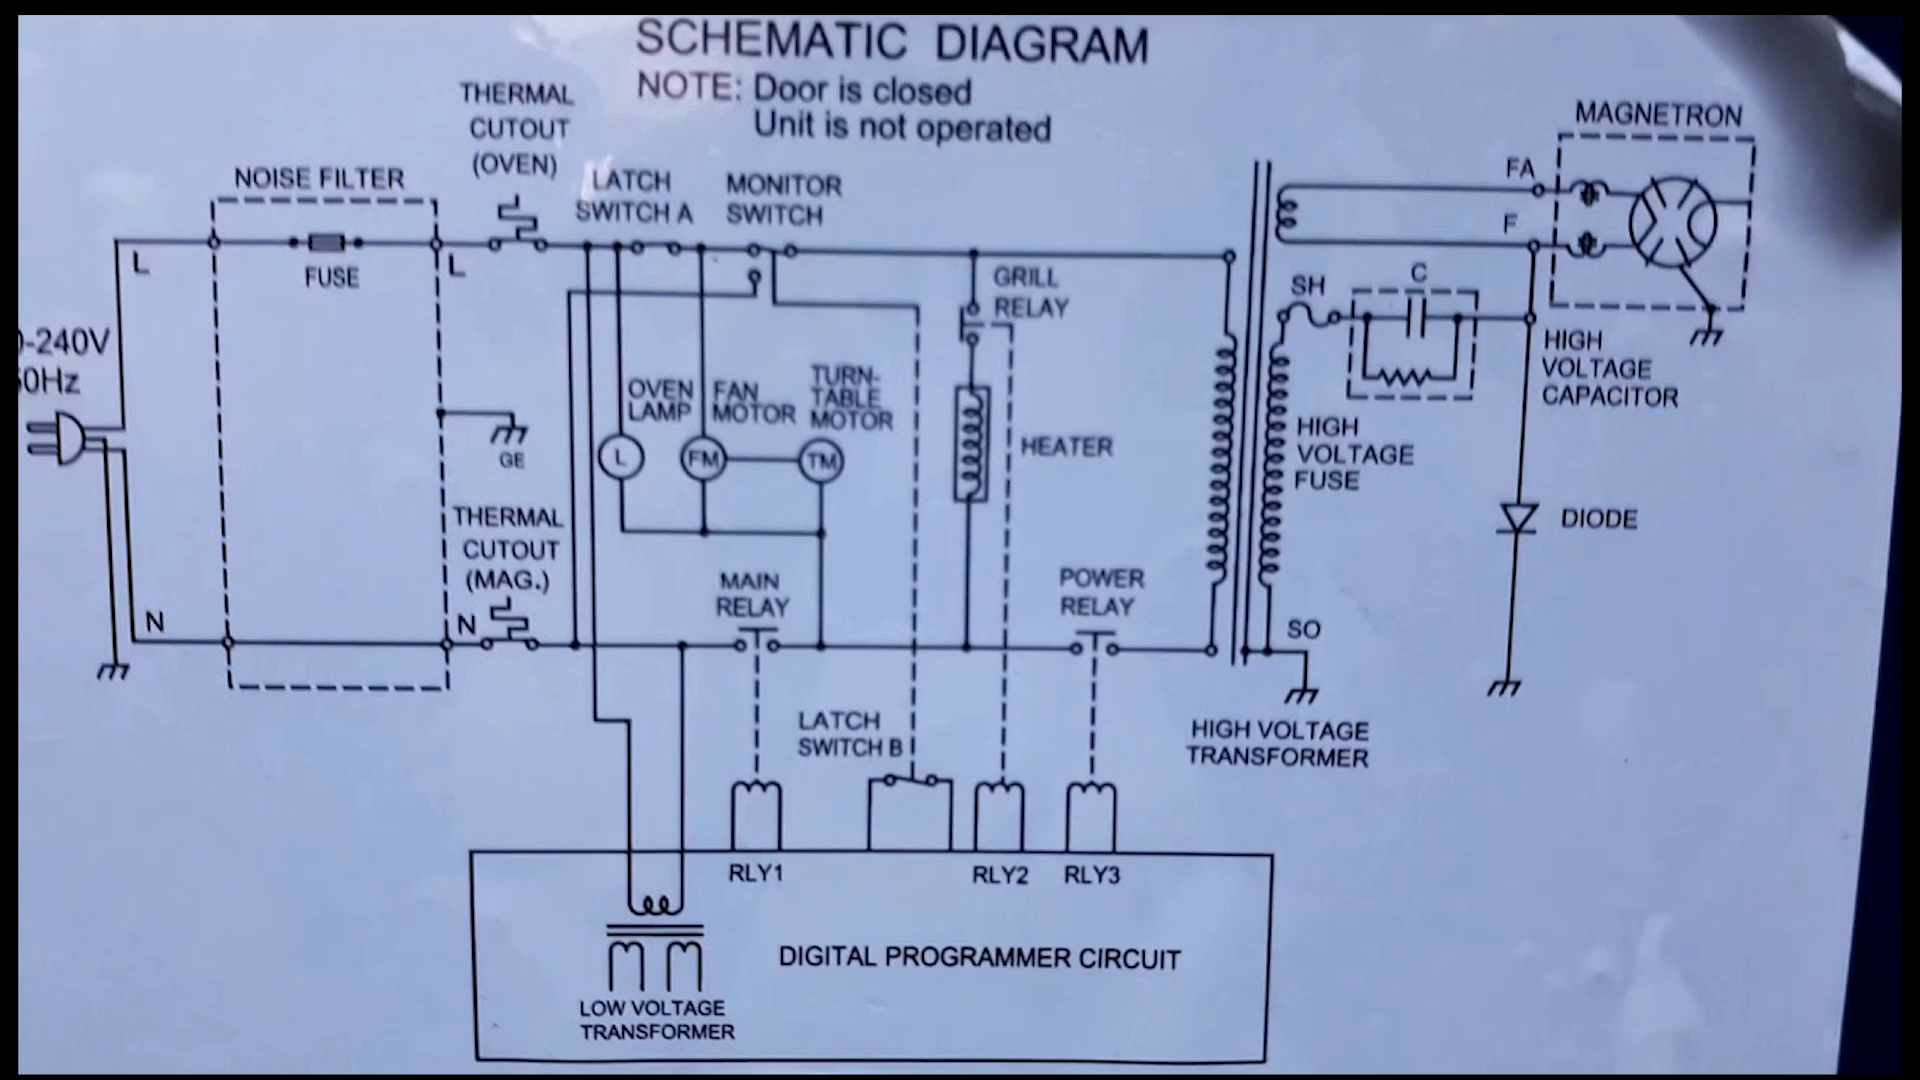 SCHEMATIC DIAGRAM
NOTE: Door is closed
Unit is not operated
THERMAL
CUTOUT
(OVEN)
NOISE FILTER
LATCH
SWITCH A
MONITOR
SWITCH
MAGNETRON
FA
F
L
FUSE
L
GRILL
RELAY
SH
C
-240V
0Hz
HIGH
VOLTAGE
CAPACITOR
OVEN
LAMP
FAN
MOTOR
TURN-
TABLE
MOTOR
L
FM
TM
GE
HEATER
HIGH
VOLTAGE
FUSE
DIODE
THERMAL
CUTOUT
(MAG.)
MAIN
RELAY
POWER
RELAY
N
N
SO
LATCH
SWITCH B
HIGH VOLTAGE
TRANSFORMER
RLY1
RLY2
RLY3
DIGITAL PROGRAMMER CIRCUIT
LOW VOLTAGE
TRANSFORMER